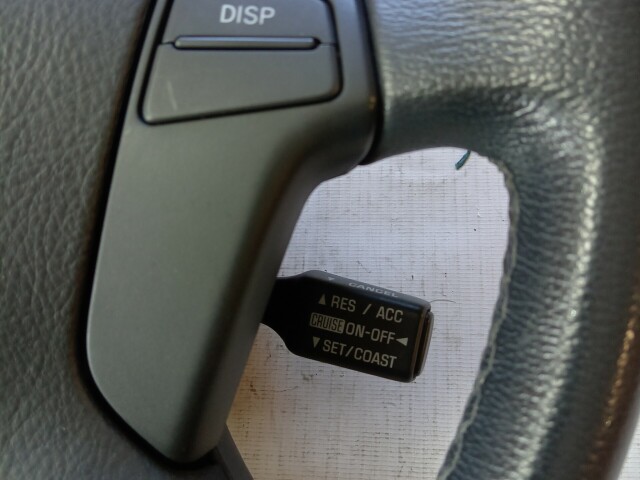 DISP
▼ CANCEL
▲ RES / ACC
CRUISE ON-OFF ◀
▼ SET/COAST